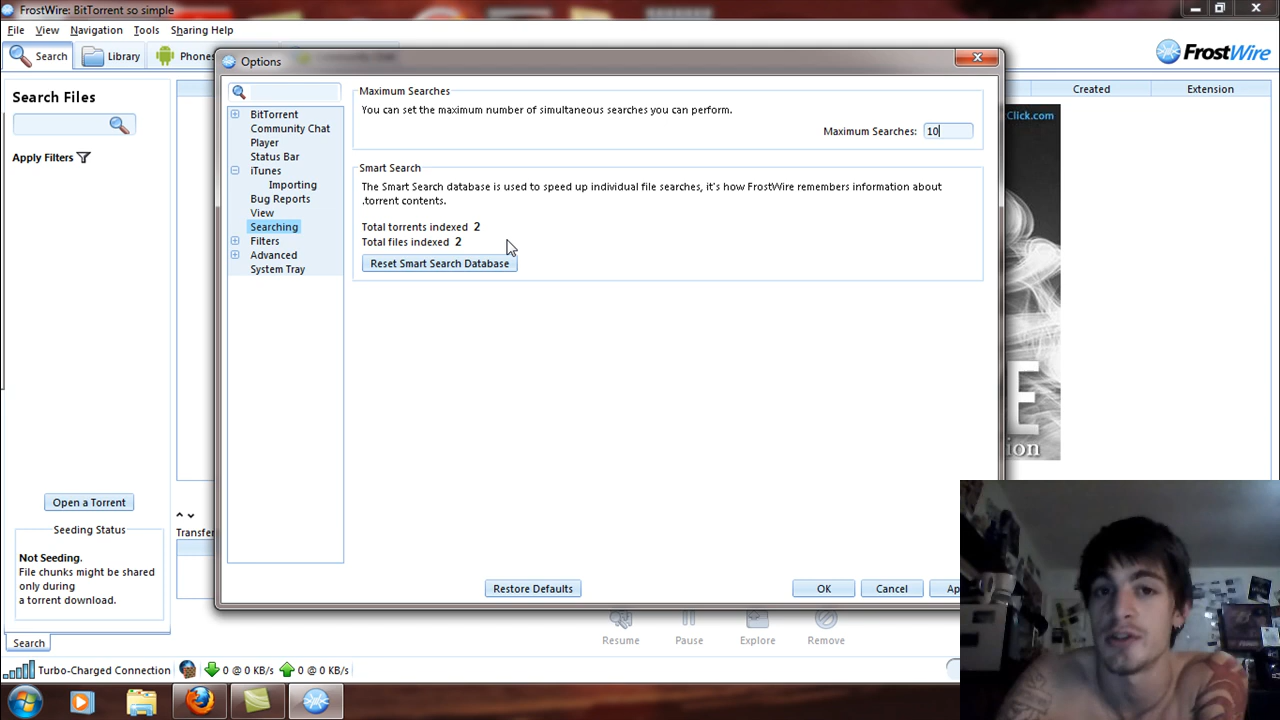 FrostWire: BitTorrent so simple
File View Navigation Tools Sharing Help
Search Library Phones
FrostWire
Options
Search Files
Apply Filters
Open a Torrent
Seeding Status
Not Seeding.
File chunks might be shared
only during
a torrent download.
Search
BitTorrent
Community Chat
Player
Status Bar
iTunes
Importing
Bug Reports
View
Searching
Filters
Advanced
System Tray
Maximum Searches
You can set the maximum number of simultaneous searches you can perform.
Maximum Searches: 10
Smart Search
The Smart Search database is used to speed up individual file searches, it's how FrostWire remembers information about
.torrent contents.
Total torrents indexed 2
Total files indexed 2
Reset Smart Search Database
Restore Defaults OK Cancel Ap
Created Extension
Click.com
E
ion
Transfer
Resume Pause Explore Remove
Turbo-Charged Connection 0 @ 0 KB/s 0 @ 0 KB/s